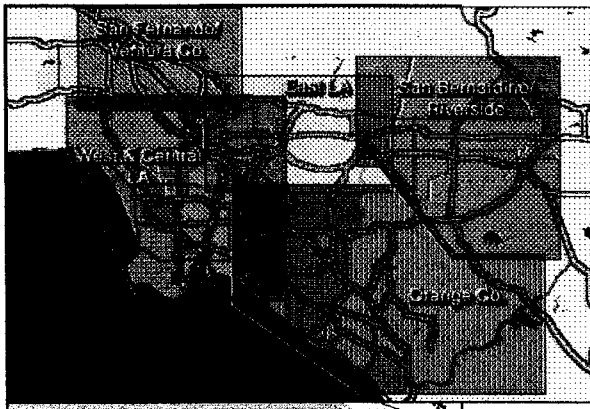 San Fernando/
Ventura Co
East LA
San Bernardino/
Riverside
West & Central
LA
Orange Co